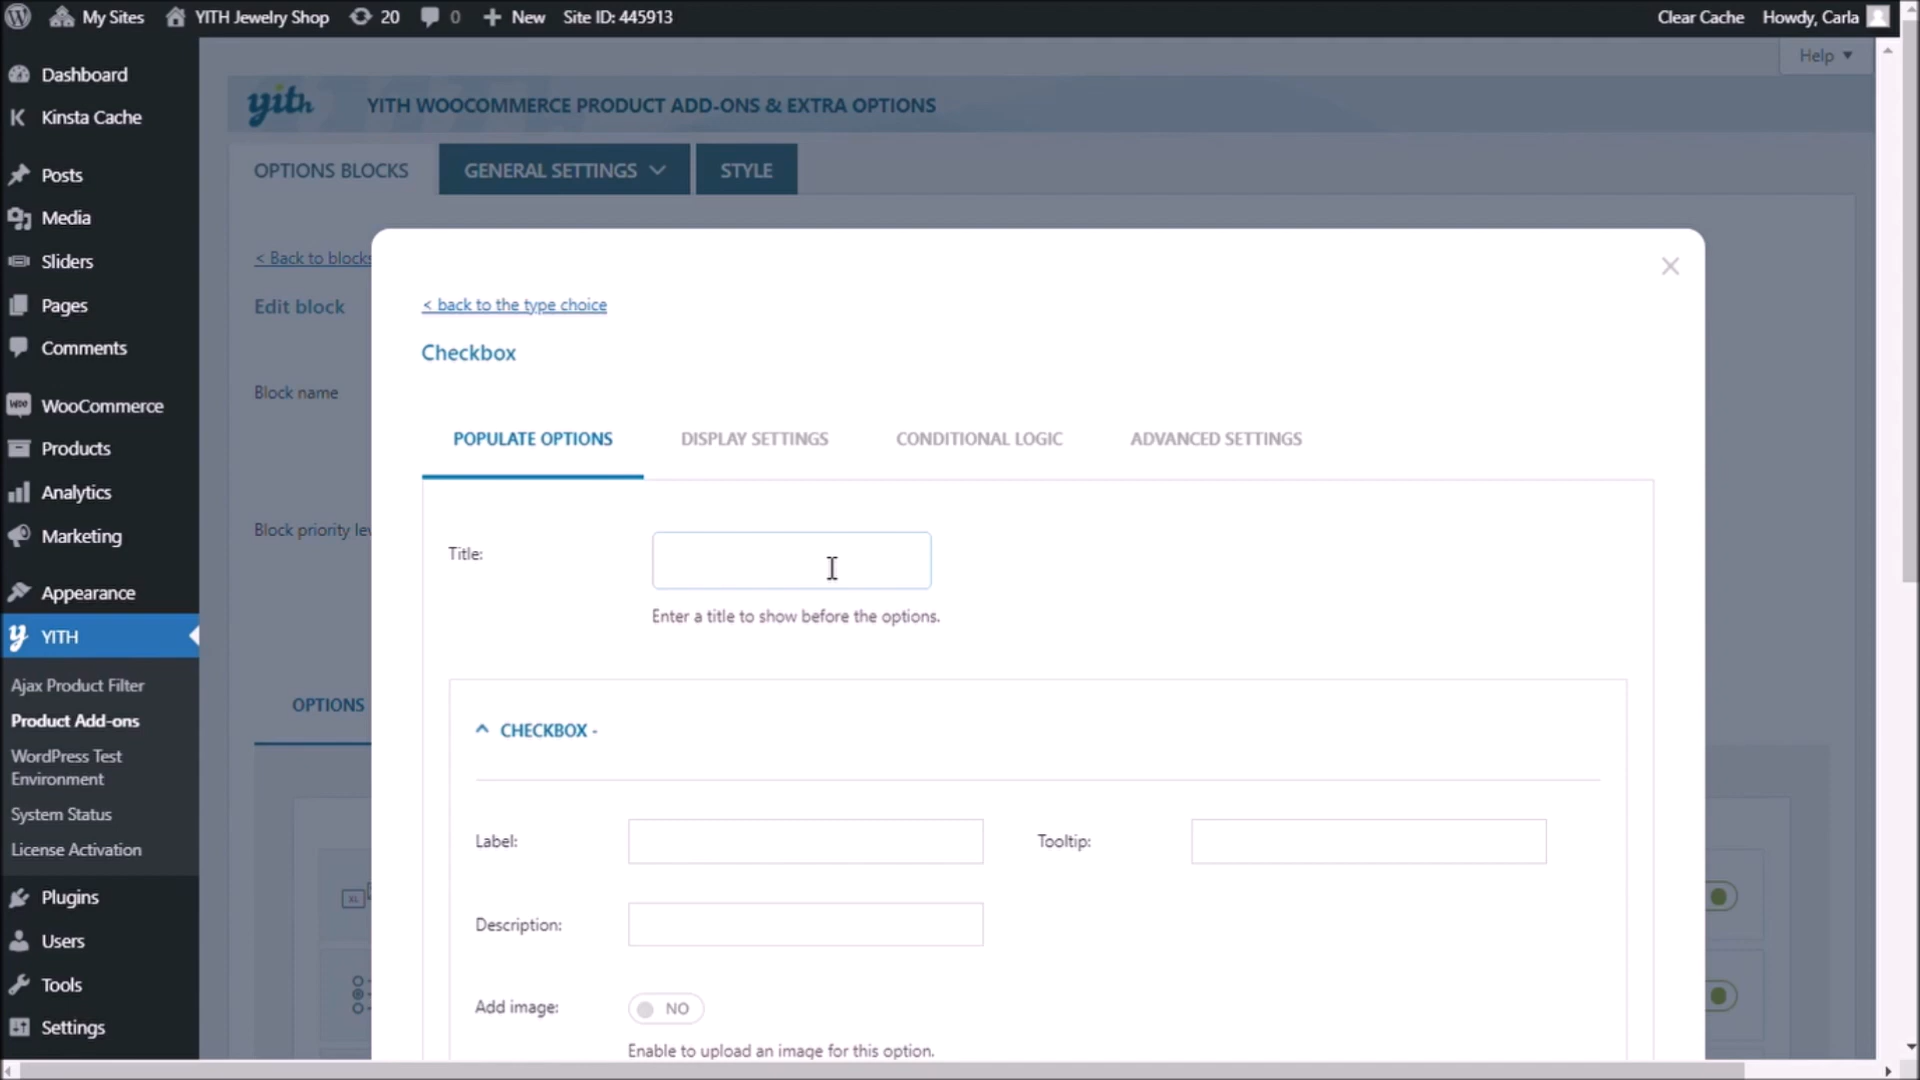 My Sites
YITH Jewelry Shop
20
0
New
Site ID: 445913
Clear Cache
Howdy, Carla
Help
Dashboard
Kinsta Cache
Posts
Media
Sliders
Pages
Comments
WooCommerce
Products
Analytics
Marketing
Appearance
YITH
Ajax Product Filter
Product Add-ons
WordPress Test
Environment
System Status
License Activation
Plugins
Users
Tools
Settings
yith
YITH WOOCOMMERCE PRODUCT ADD-ONS & EXTRA OPTIONS
OPTIONS BLOCKS
GENERAL SETTINGS
STYLE
< Back to blocks
Edit block
Block name
Block priority lev
OPTIONS
XL
< back to the type choice
Checkbox
POPULATE OPTIONS
DISPLAY SETTINGS
CONDITIONAL LOGIC
ADVANCED SETTINGS
Title:
Enter a title to show before the options.
CHECKBOX -
Label:
Tooltip:
Description:
Add image:
NO
Enable to upload an image for this option.